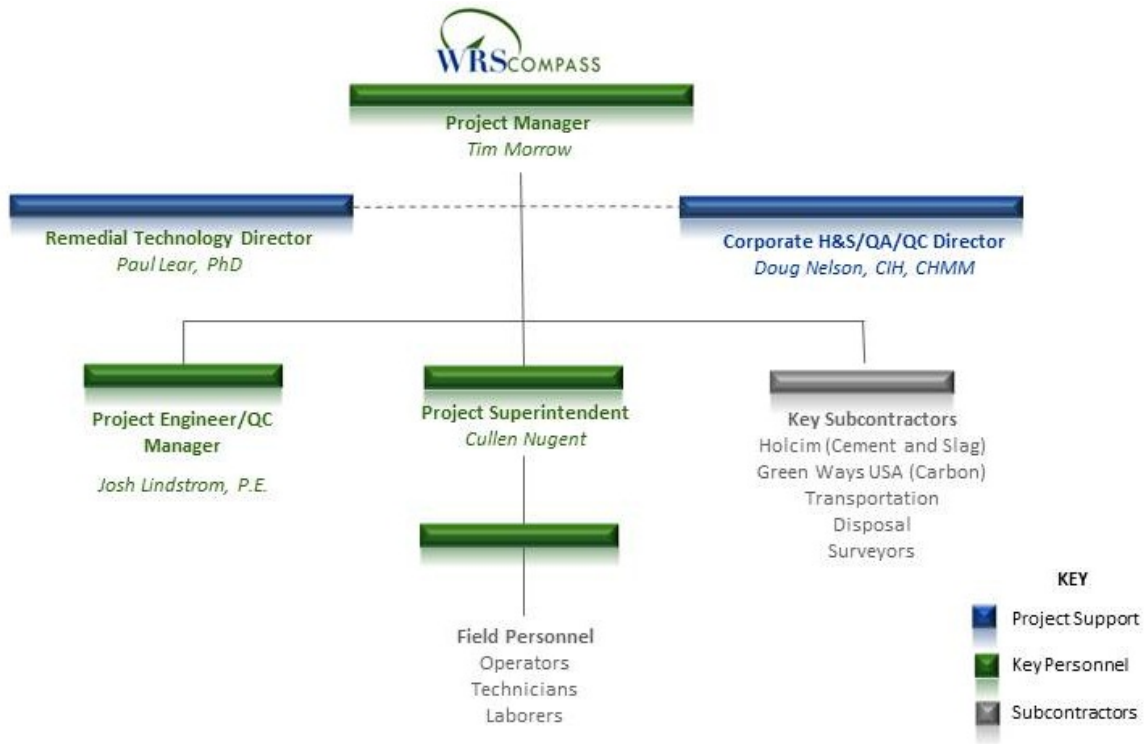 WRSCOMPASS
Project Manager
Tim Morrow
Remedial Technology Director
Paul Lear, PhD
Corporate H&S/QA/QC Director
Doug Nelson, CIH, CHMM
Project Engineer/QC
Manager
Josh Lindstrom, P.E.
Project Superintendent
Cullen Nugent
Key Subcontractors
Holcim (Cement and Slag)
Green Ways USA (Carbon)
Transportation
Disposal
Surveyors
Field Personnel
Operators
Technicians
Laborers
KEY
Project Support
Key Personnel
Subcontractors